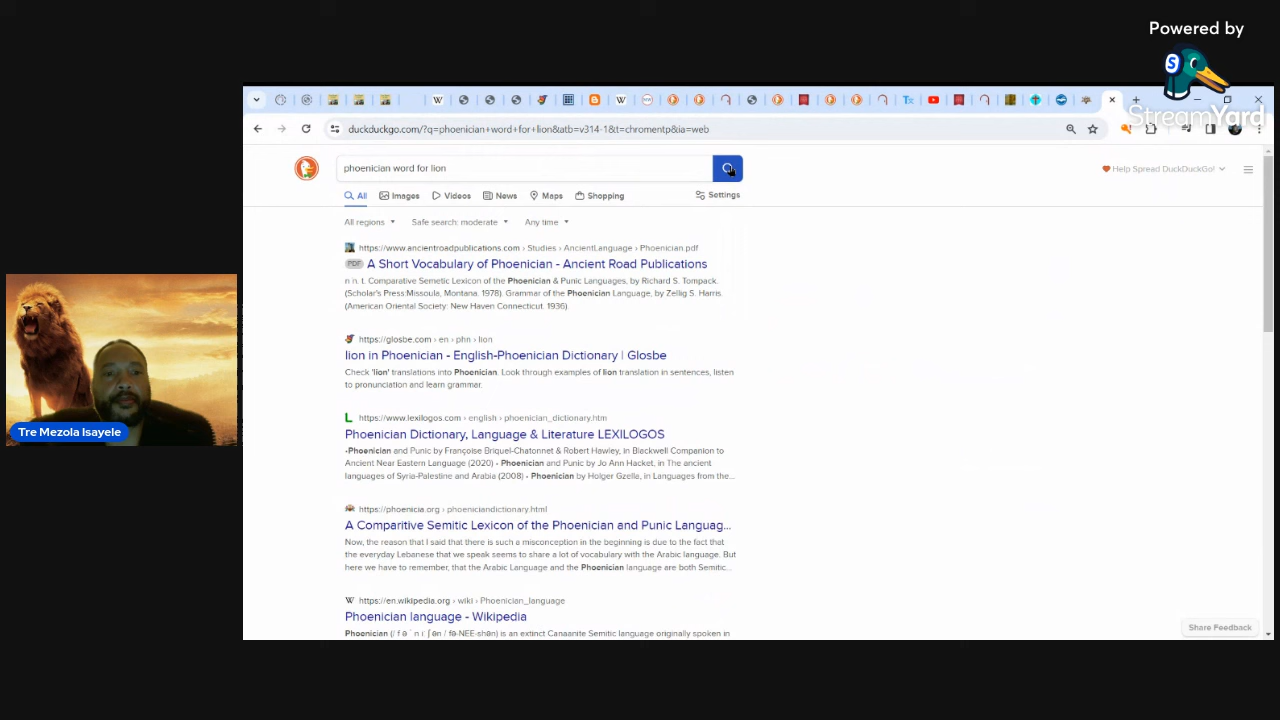 Powered by
S
StreamYard
duckduckgo.com/?q=phoenician+word+for+lion&atb=v314-1&t=chromentp&ia=web
phoenician word for lion
Help Spread DuckDuckGo!
All
Images
Videos
News
Maps
Shopping
Settings
All regions
Safe search: moderate
Any time
https://www.ancientroadpublications.com › Studies › AncientLanguage › Phoenician.pdf
PDF A Short Vocabulary of Phoenician - Ancient Road Publications
n n. t. Comparative Semetic Lexicon of the Phoenician & Punic Languages, by Richard S. Tompack.
(Scholar's Press:Missoula, Montana. 1978). Grammar of the Phoenician Language, by Zellig S. Harris.
(American Oriental Society: New Haven Connecticut. 1936).
https://glosbe.com › en › phn › lion
lion in Phoenician - English-Phoenician Dictionary | Glosbe
Check 'lion' translations into Phoenician. Look through examples of lion translation in sentences, listen
to pronunciation and learn grammar.
https://www.lexilogos.com › english › phoenician_dictionary.htm
Phoenician Dictionary, Language & Literature LEXILOGOS
•Phoenician and Punic by Françoise Briquel-Chatonnet & Robert Hawley, in Blackwell Companion to
Ancient Near Eastern Language (2020) • Phoenician and Punic by Jo Ann Hacket, in The ancient
languages of Syria-Palestine and Arabia (2008) • Phoenician by Holger Gzella, in Languages from the...
https://phoenicia.org › pheniciandictionary.html
A Comparitive Semitic Lexicon of the Phoenician and Punic Languag...
Now, the reason that I said that there is such a misconception in the beginning is due to the fact that
the everyday Lebanese that we speak seems to share a lot of vocabulary with the Arabic language. But
here we have to remember, that the Arabic Language and the Phoenician language are both Semitic...
W https://en.wikipedia.org › wiki › Phoenician_language
Phoenician language - Wikipedia
is an extinct Canaanite Semitic language originally spoken in
Share Feedback
Tre Mezola Isayele